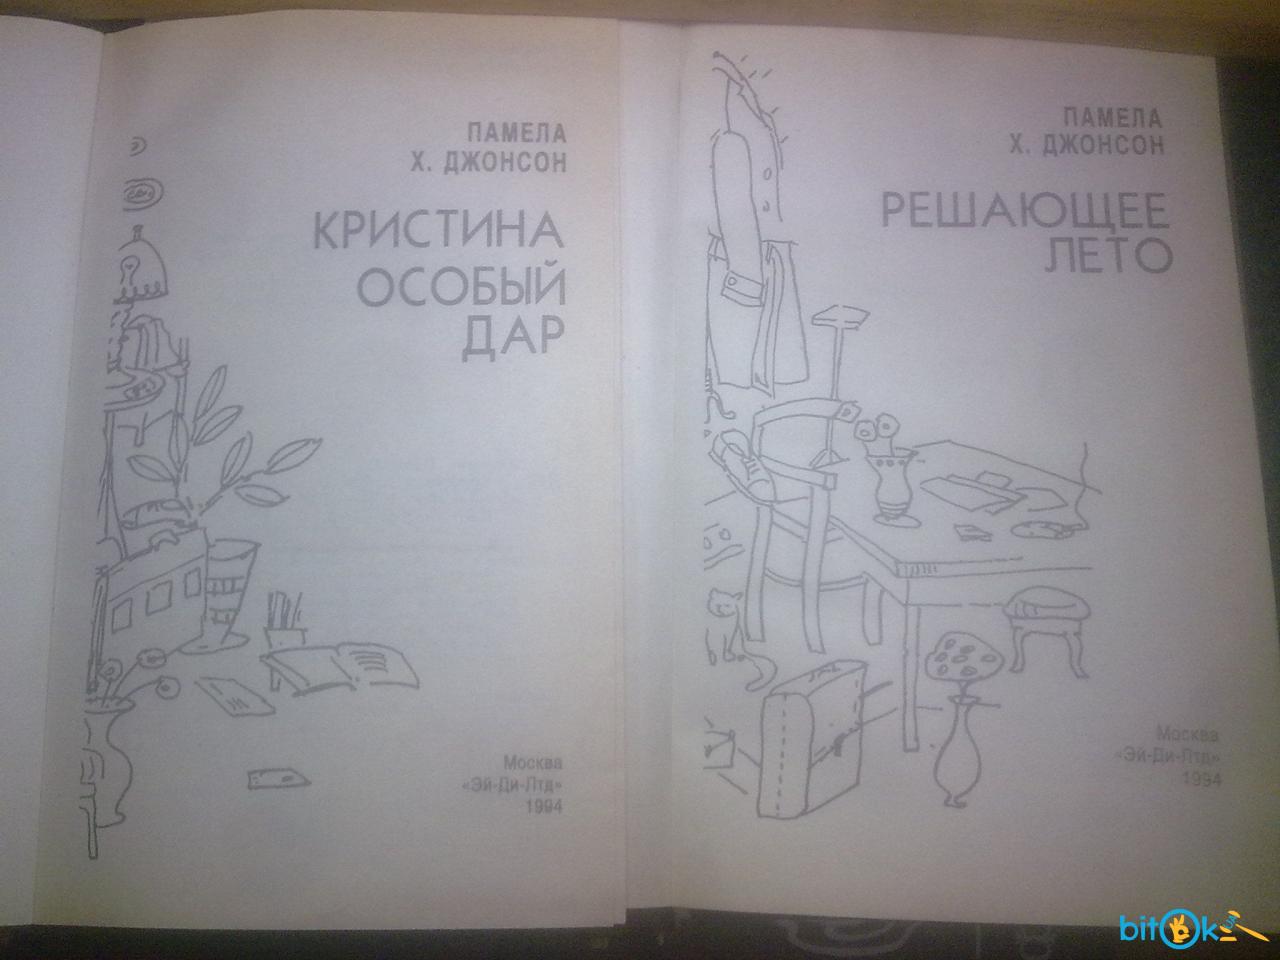 ПАМЕЛА
Х. ДЖОНСОН
КРИСТИНА
ОСОБЫЙ
ДАР
Москва
«Эй-Ди-Лтд»
1994
ПАМЕЛА
Х. ДЖОНСОН
РЕШАЮЩЕЕ
ЛЕТО
Москва
«Эй-Ди-Лтд»
1994
bitOk